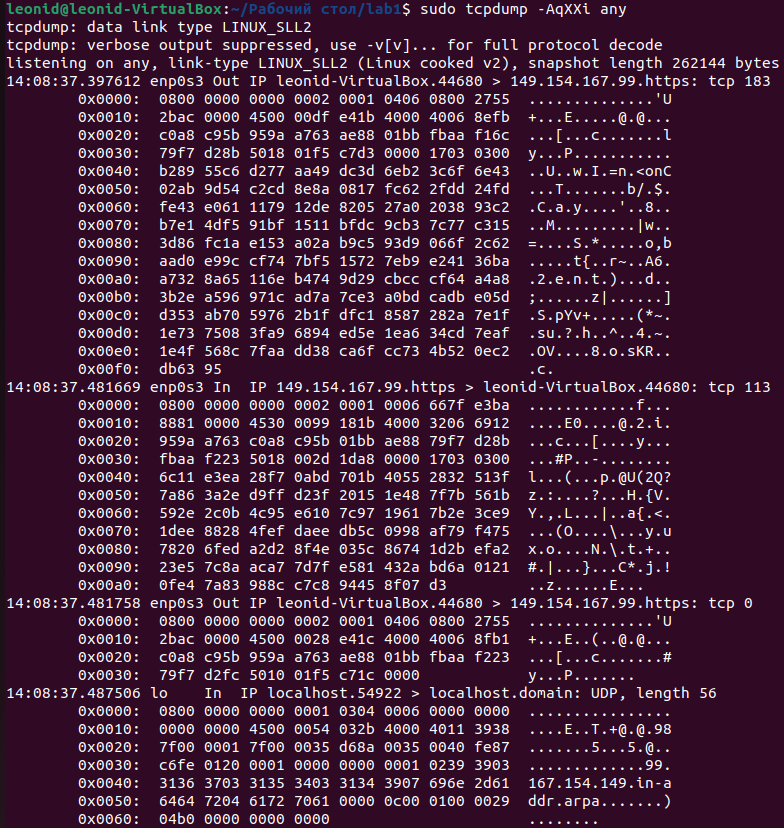 leonid@leonid-VirtualBox:~/Рабочий стол/lab1$ sudo tcpdump -AqXXi any
tcpdump: data link type LINUX_SLL2
tcpdump: verbose output suppressed, use -v[v]... for full protocol decode
listening on any, link-type LINUX_SLL2 (Linux cooked v2), snapshot length 262144 bytes
14:08:37.397612 enp0s3 Out IP leonid-VirtualBox.44680 > 149.154.167.99.https: tcp 183
0x0000:  0800 0000 0000 0002 0001 0406 0800 2755  ..............'U
0x0010:  2bac 0000 4500 00df e41b 4000 4006 8efb  +...E.....@.@...
0x0020:  c0a8 c95b 959a a763 ae88 01bb fbaa f16c  ...[...c.......l
0x0030:  79f7 d28b 5018 01f5 c7d3 0000 1703 0300  y...P...........
0x0040:  b289 55c6 d277 aa49 dc3d 6eb2 3c6f 6e43  ..U..w.I.=n.<onC
0x0050:  02ab 9d54 c2cd 8e8a 0817 fc62 2fdd 24fd  ...T.......b/.$.
0x0060:  fe43 e061 1179 12de 8205 27a0 2038 93c2  .C.a.y....'..8..
0x0070:  b7e1 4df5 91bf 1511 bfdc 9cb3 7c77 c315  ..M.........|w..
0x0080:  3d86 fc1a e153 a02a b9c5 93d9 066f 2c62  =....S.*.....o,b
0x0090:  aad0 e99c cf74 7bf5 1572 7eb9 e241 36ba  .....t{..r~..A6.
0x00a0:  a732 8a65 116e b474 9d29 cbcc cf64 a4a8  .2.e.n.t.)...d..
0x00b0:  3b2e a596 971c ad7a 7ce3 a0bd cadb e05d  ;......z|......]
0x00c0:  d353 ab70 5976 2b1f dfc1 8587 282a 7e1f  .S.pYv+.....(*~.
0x00d0:  1e73 7508 3fa9 6894 ed5e 1ea6 34cd 7eaf  .su.?.h..^..4.~.
0x00e0:  1e4f 568c 7faa dd38 ca6f cc73 4b52 0ec2  .OV....8.o.sKR..
0x00f0:  db63 95                                  .c.
14:08:37.481669 enp0s3 In  IP 149.154.167.99.https > leonid-VirtualBox.44680: tcp 113
0x0000:  0800 0000 0000 0002 0001 0006 667f e3ba  ............f...
0x0010:  8881 0000 4530 0099 181b 4000 3206 6912  ....E0....@.2.i.
0x0020:  959a a763 c0a8 c95b 01bb ae88 79f7 d28b  ...c...[....y...
0x0030:  fbaa f223 5018 002d 1da8 0000 1703 0300  ...#P..-........
0x0040:  6c11 e3ea 28f7 0abd 701b 4055 2832 513f  l...(...p.@U(2Q?
0x0050:  7a86 3a2e d9ff d23f 2015 1e48 7f7b 561b  z.:....?...H.{V.
0x0060:  592e 2c0b 4c95 e610 7c97 1961 7b2e 3ce9  Y.,.L...|..a{.<.
0x0070:  1dee 8828 4fef daee db5c 0998 af79 f475  ...(O....\...y.u
0x0080:  7820 6fed a2d2 8f4e 035c 8674 1d2b efa2  x.o....N.\.t.+..
0x0090:  23e5 7c8a aca7 7d7f e581 432a bd6a 0121  #.|...}...C*.j.!
0x00a0:  0fe4 7a83 988c c7c8 9445 8f07 d3         ..z......E...
14:08:37.481758 enp0s3 Out IP leonid-VirtualBox.44680 > 149.154.167.99.https: tcp 0
0x0000:  0800 0000 0000 0002 0001 0406 0800 2755  ..............'U
0x0010:  2bac 0000 4500 0028 e41c 4000 4006 8fb1  +...E..(..@.@...
0x0020:  c0a8 c95b 959a a763 ae88 01bb fbaa f223  ...[...c.......#
0x0030:  79f7 d2fc 5010 01f5 c71c 0000            y...P.......
14:08:37.487506 lo    In  IP localhost.54922 > localhost.domain: UDP, length 56
0x0000:  0800 0000 0000 0001 0304 0006 0000 0000  ................
0x0010:  0000 0000 4500 0054 032b 4000 4011 3938  ....E..T.+@.@.98
0x0020:  7f00 0001 7f00 0035 d68a 0035 0040 fe87  .......5...5.@..
0x0030:  c6fe 0120 0001 0000 0000 0001 0239 3903  .............99.
0x0040:  3136 3703 3135 3403 3134 3907 696e 2d61  167.154.149.in-a
0x0050:  6464 7204 6172 7061 0000 0c00 0100 0029  ddr.arpa.......)
0x0060:  04b0 0000 0000 0000                      ........